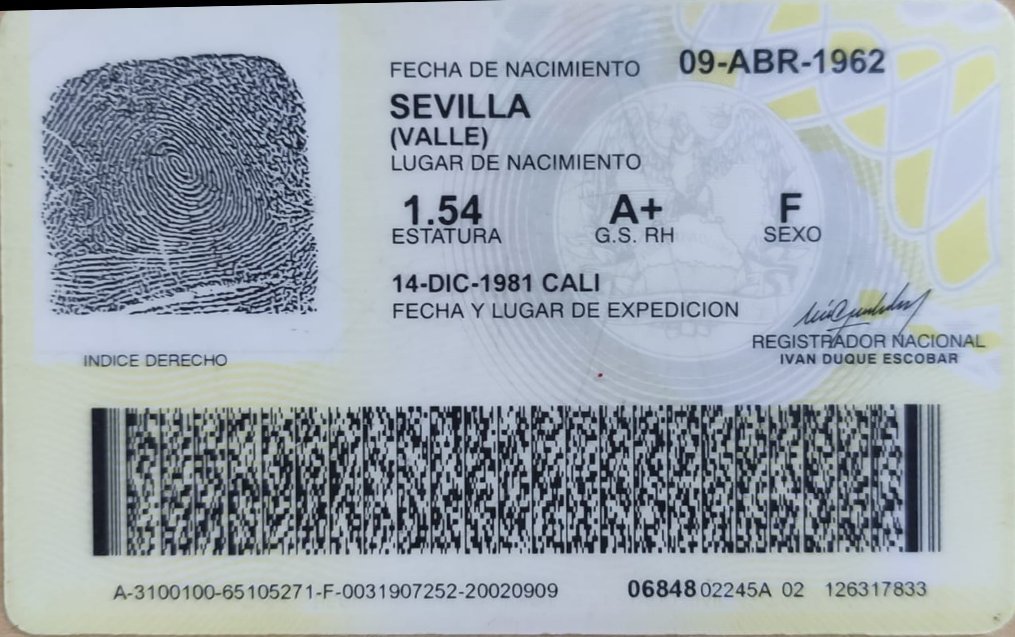 FECHA DE NACIMIENTO 09-ABR-1962
SEVILLA
(VALLE)
LUGAR DE NACIMIENTO
1.54 A+ F
ESTATURA G.S. RH SEXO
14-DIC-1981 CALI
FECHA Y LUGAR DE EXPEDICION
REGISTRADOR NACIONAL
IVAN DUQUE ESCOBAR
INDICE DERECHO
A-3100100-65105271-F-0031907252-20020909 06848 02245A 02 126317833